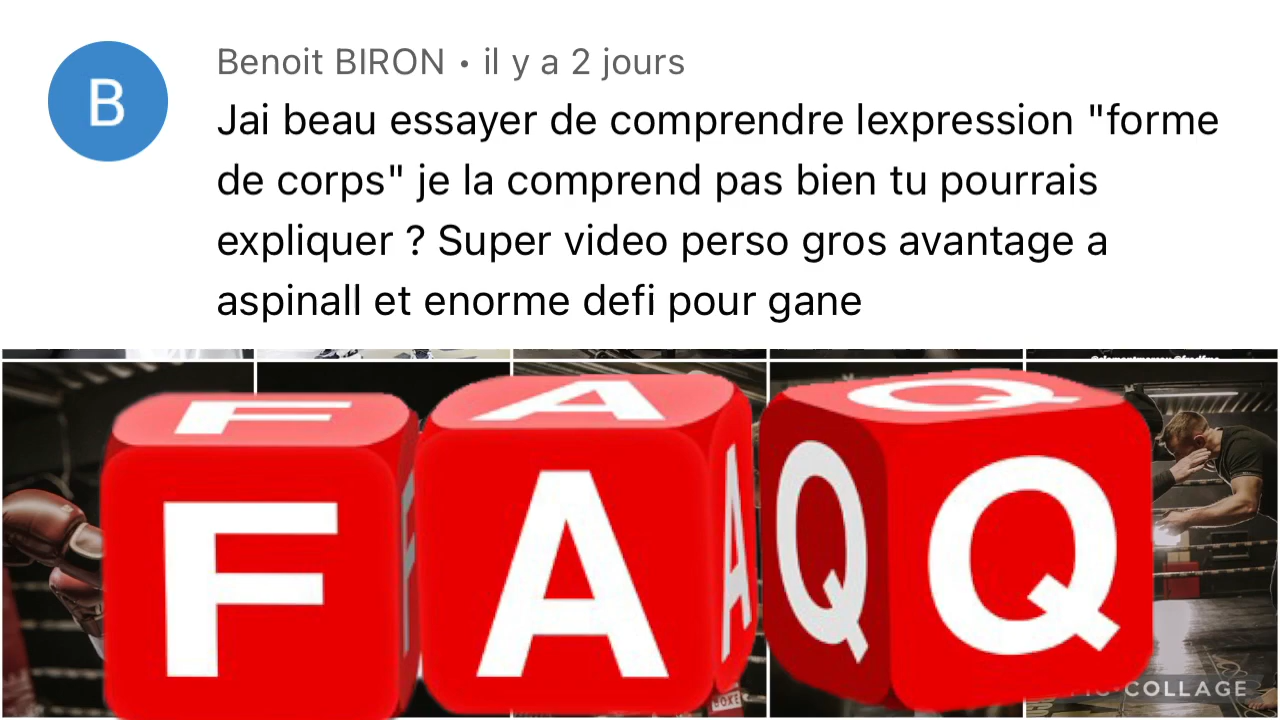 B
Benoit BIRON • il y a 2 jours
Jai beau essayer de comprendre lexpression "forme
de corps" je la comprend pas bien tu pourrais
expliquer ? Super video perso gros avantage a
aspinall et enorme defi pour gane
F A Q
F F A A Q Q
COLLAGE